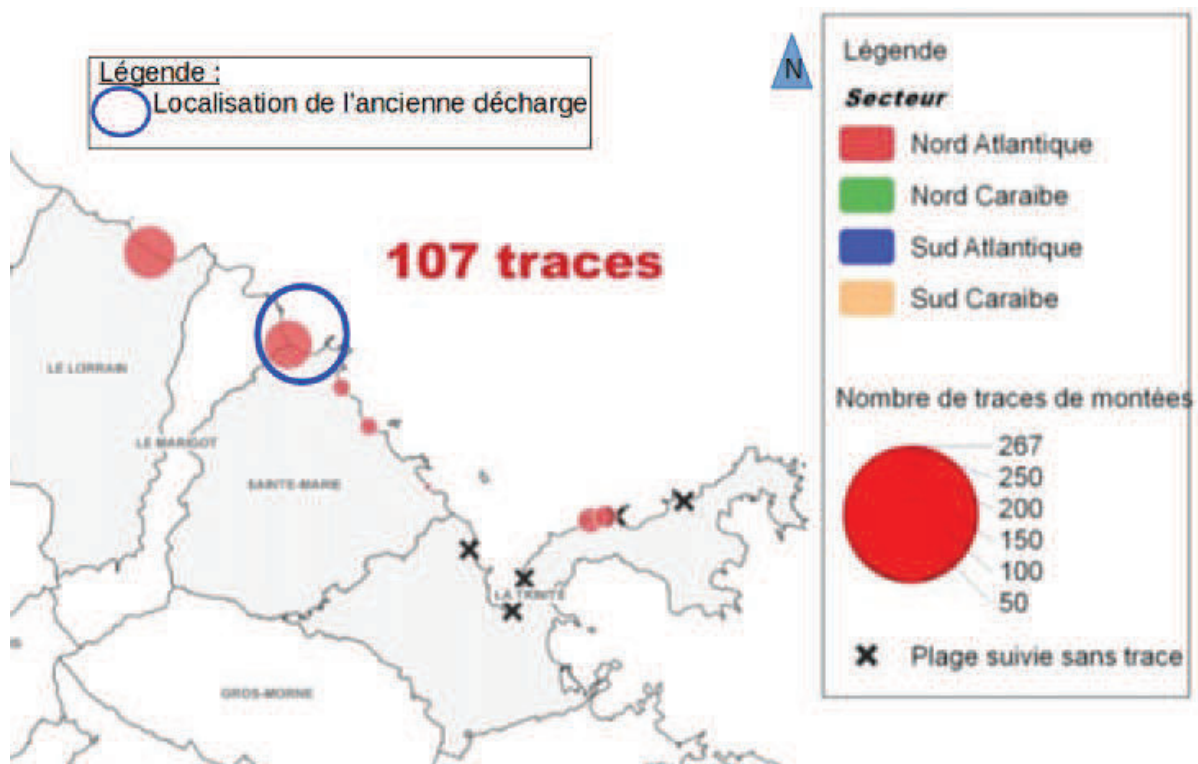 Légende :
Localisation de l'ancienne décharge
N
Légende
Secteur
Nord Atlantique
Nord Caraibe
Sud Atlantique
Sud Caraibe
107 traces
LE LORRAIN
LE MARIGOT
SAINTE-MARIE
LA TRINITÉ
GROS-MORNE
Nombre de traces de montées
267
250
200
150
100
50
Plage suivie sans trace